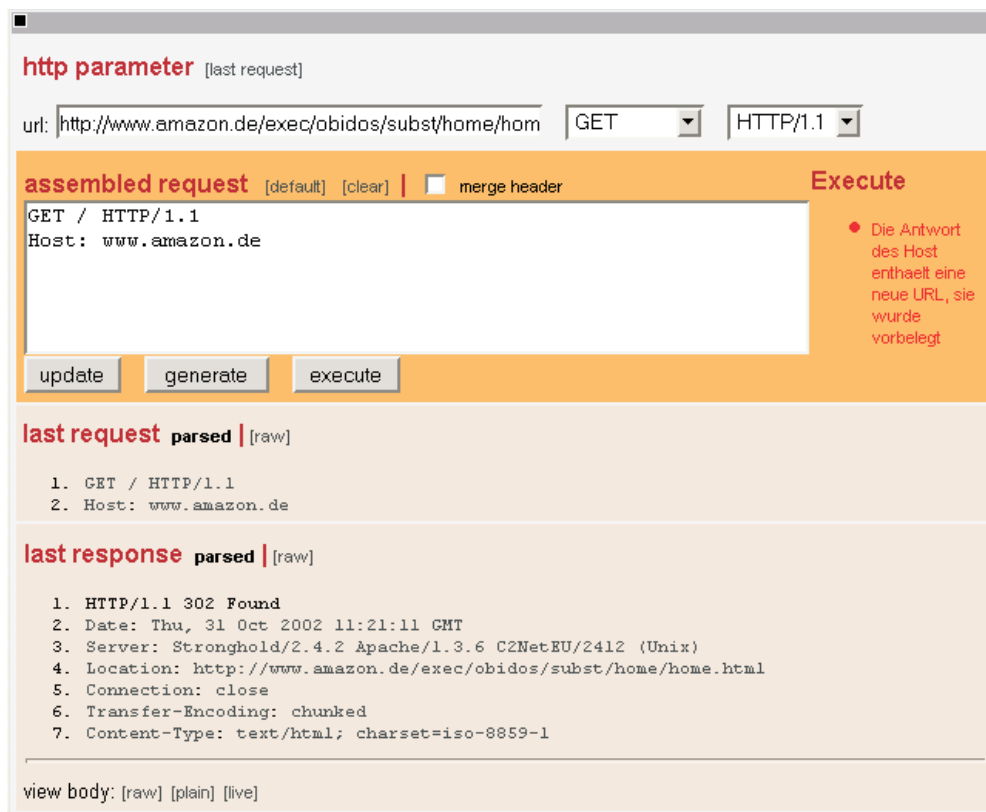 http parameter [last request]
url: http://www.amazon.de/exec/obidos/subst/home/hom GET HTTP/1.1
assembled request [default] [clear] | merge header Execute
GET / HTTP/1.1
Host: www.amazon.de
Die Antwort
des Host
enthaelt eine
neue URL, sie
wurde
vorbelegt
update generate execute
last request parsed | [raw]
1. GET / HTTP/1.1
2. Host: www.amazon.de
last response parsed | [raw]
1. HTTP/1.1 302 Found
2. Date: Thu, 31 Oct 2002 11:21:11 GMT
3. Server: Stronghold/2.4.2 Apache/1.3.6 C2NetEU/2412 (Unix)
4. Location: http://www.amazon.de/exec/obidos/subst/home/home.html
5. Connection: close
6. Transfer-Encoding: chunked
7. Content-Type: text/html; charset=iso-8859-1
view body: [raw] [plain] [live]